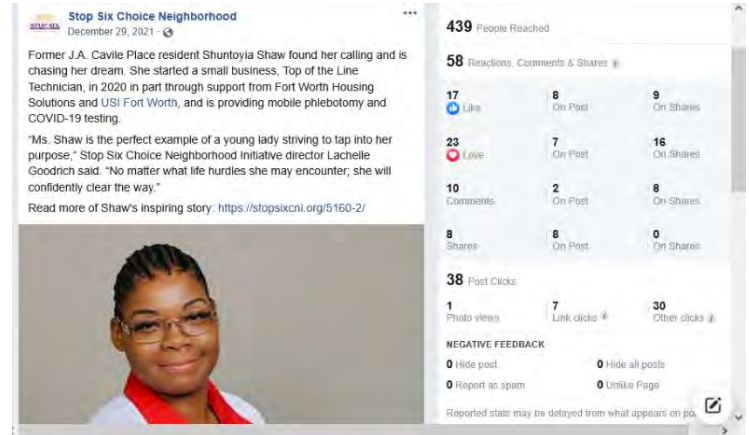 Stop Six Choice Neighborhood
December 29, 2021
Former J.A. Cavile Place resident Shuntoyia Shaw found her calling and is
chasing her dream. She started a small business, Top of the Line
Technician, in 2020 in part through support from Fort Worth Housing
Solutions and USI Fort Worth, and is providing mobile phlebotomy and
COVID-19 testing.
"Ms. Shaw is the perfect example of a young lady striving to tap into her
purpose," Stop Six Choice Neighborhood Initiative director Lachelle
Goodrich said. "No matter what life hurdles she may encounter; she will
confidently clear the way."
Read more of Shaw's inspiring story: https://stopsixcni.org/5160-2/
439 People Reached
58 Reactions, Comments & Shares
17 8 9
Like On Post On Shares
23 7 16
Love On Post On Shares
10 2 8
Comments On Post On Shares
8 8 0
Shares On Post On Shares
38 Post Clicks
1 7 30
Photo views Link clicks Other clicks
NEGATIVE FEEDBACK
0 Hide post 0 Hide all posts
0 Report as spam 0 Unlike Page
Reported stats may be delayed from what appears on